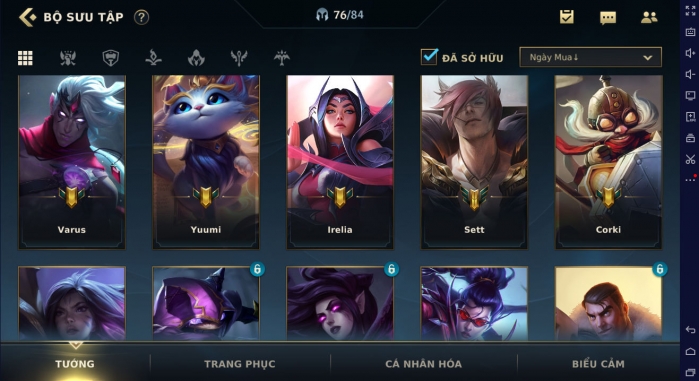 BỘ SƯU TẬP ?
76/84
ĐÃ SỞ HỮU
Ngày Mua↓
Varus
Yuumi
Irelia
Sett
Corki
6
6
TƯỚNG
TRANG PHỤC
CÁ NHÂN HÓA
BIỂU CẢM